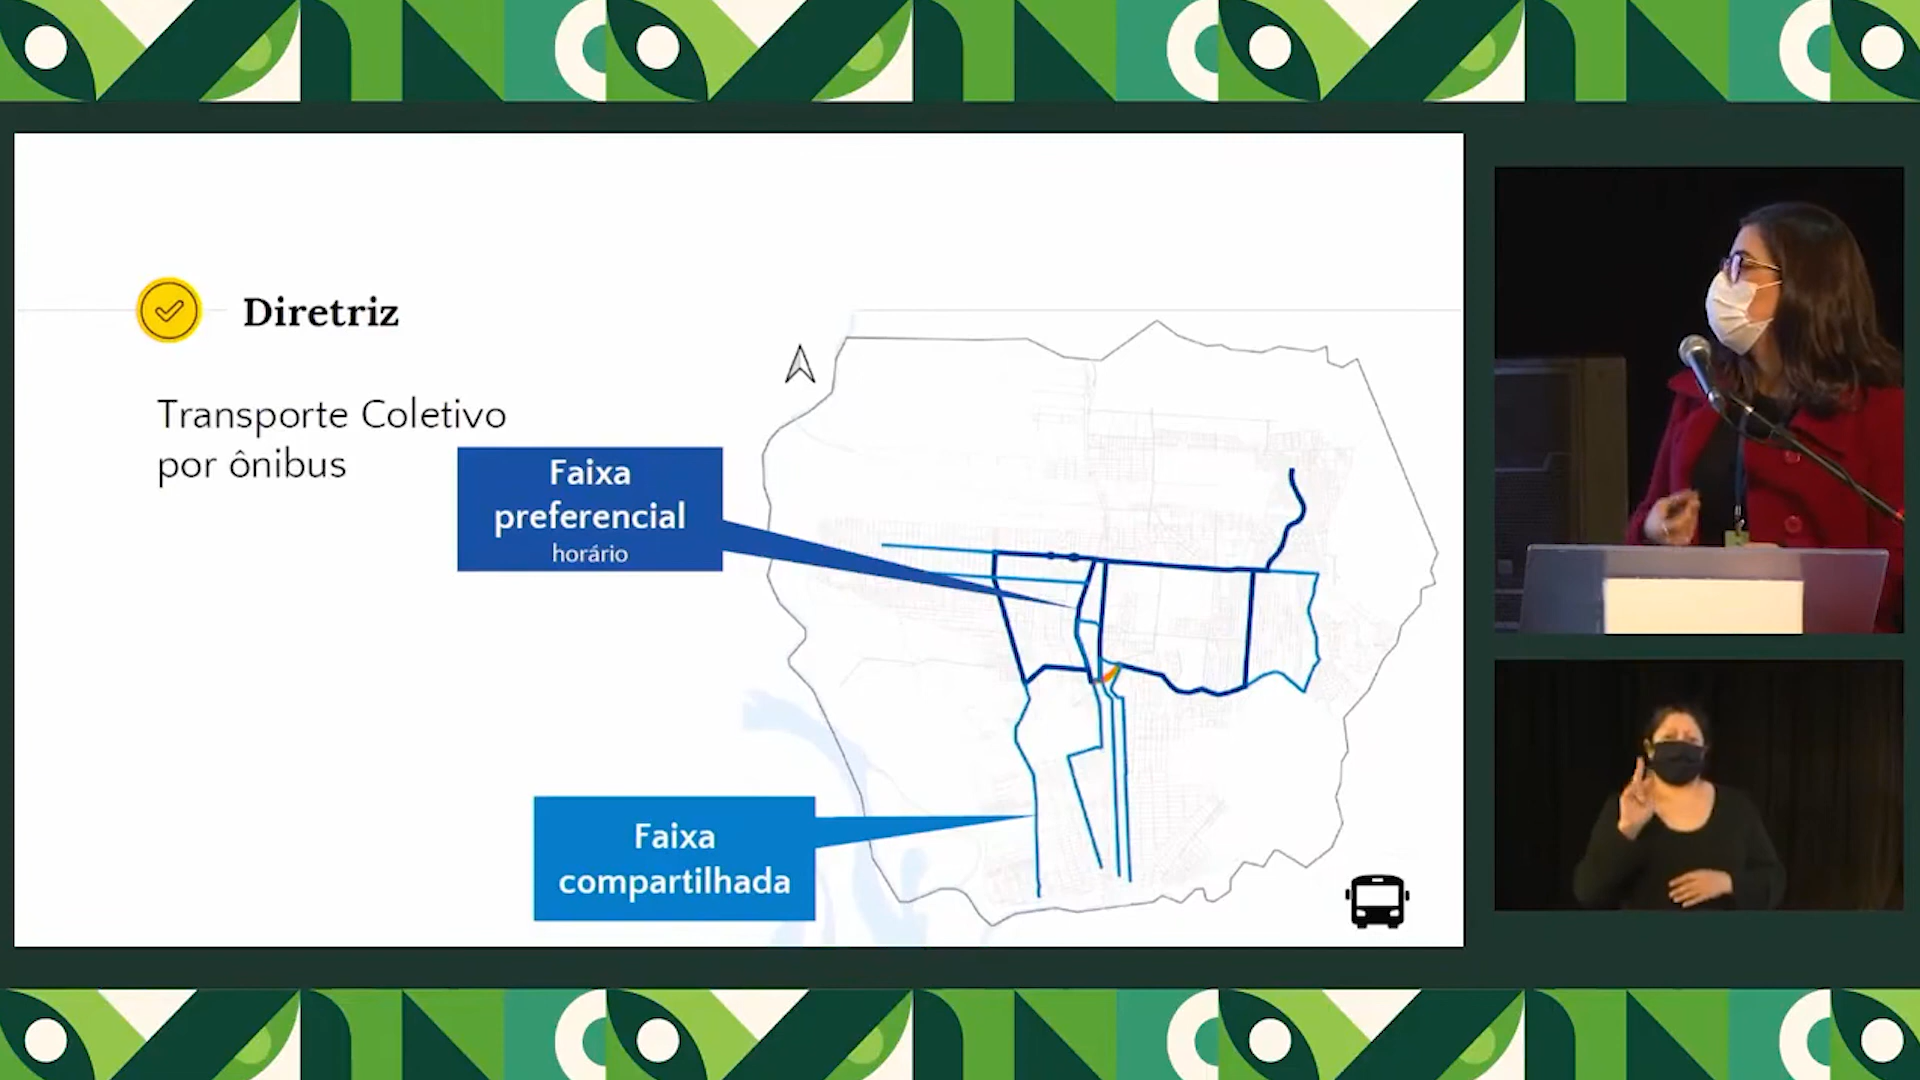 Diretriz
Transporte Coletivo
por ônibus
Faixa
preferencial
horário
Faixa
compartilhada